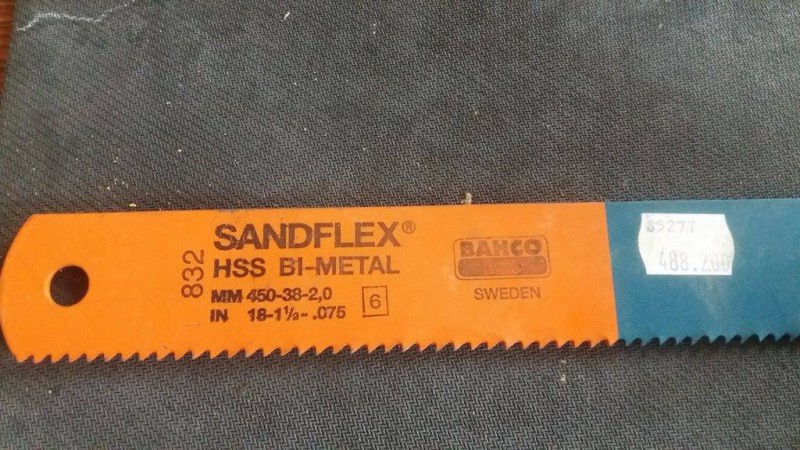 832
SANDFLEX®
HSS BI-METAL
MM 450-38-2,0
IN 18-1½-.075
6
BAHCO
SWEDEN
85277
488.200